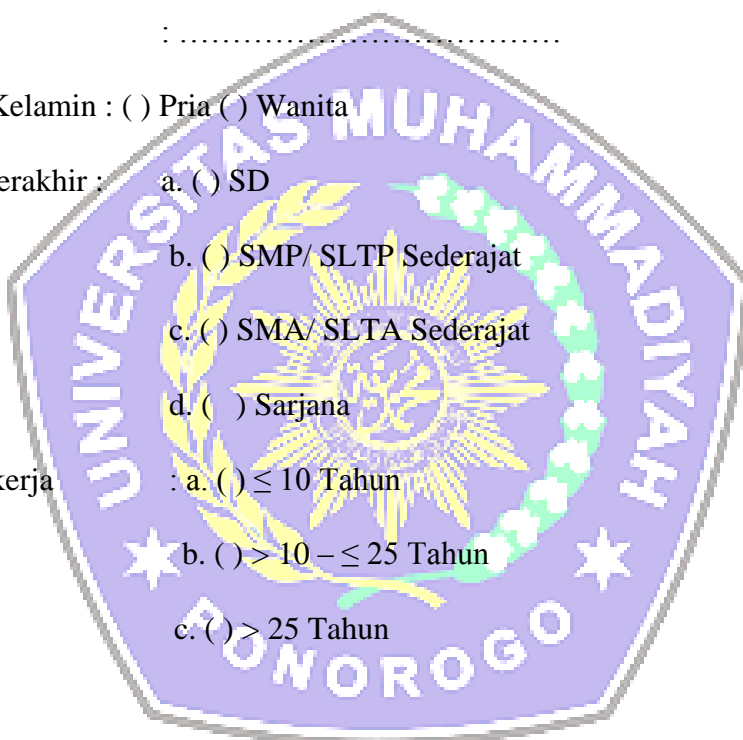 : ………………………………
Kelamin : ( ) Pria ( ) Wanita
erakhir : a. ( ) SD
b. ( ) SMP/ SLTP Sederajat
c. ( ) SMA/ SLTA Sederajat
d. ( ) Sarjana
kerja : a. ( ) ≤ 10 Tahun
b. ( ) > 10 – ≤ 25 Tahun
c. ( ) > 25 Tahun
UNIVERSITAS MUHAMMADIYAH
PONOROGO